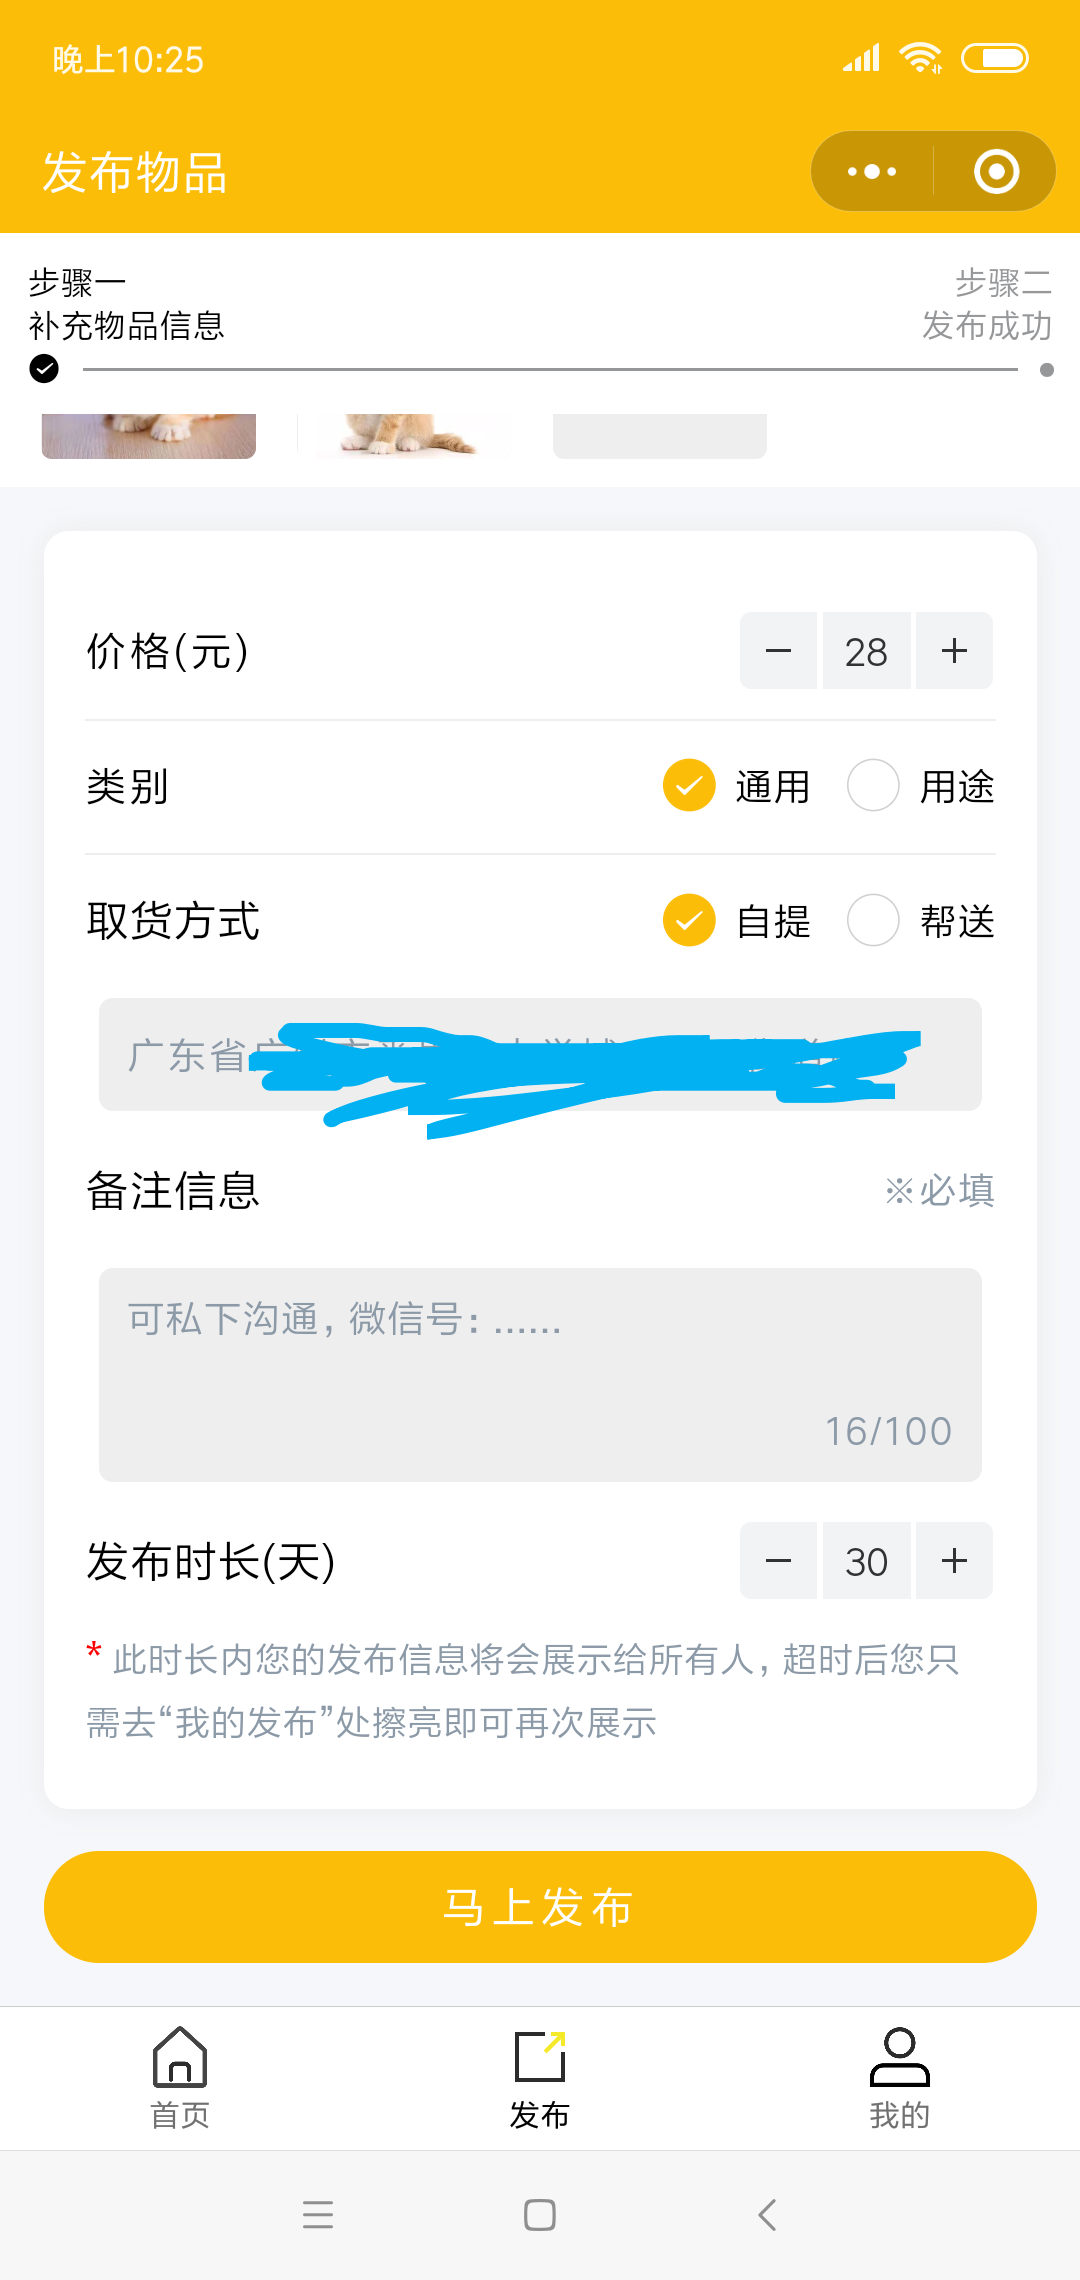 晚上10:25
发布物品
步骤一
步骤二
补充物品信息
发布成功
价格(元)
28
类别
通用
用途
取货方式
自提
帮送
广东省
备注信息
※必填
可私下沟通, 微信号: ......
16/100
发布时长(天)
30
* 此时长内您的发布信息将会展示给所有人, 超时后您只
需去“我的发布”处擦亮即可再次展示
马上发布
首页
发布
我的